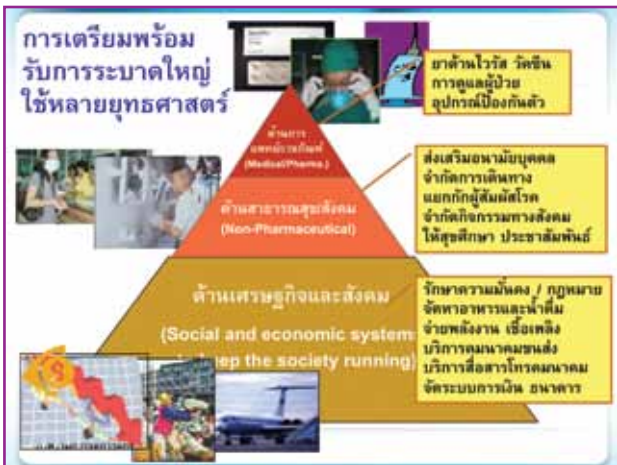 การเตรียมพร้อม
รับการระบาดใหญ่
ใช้หลายยุทธศาสตร์
ยาต้านไวรัส วัคซีน
การดูแลผู้ป่วย
อุปกรณ์ป้องกันตัว
ด้านการ
แพทย์/เวชภัณฑ์
(Medical/Pharma.)
ส่งเสริมอนามัยบุคคล
จำกัดการเดินทาง
แยกกักผู้สัมผัสโรค
จำกัดกิจกรรมทางสังคม
ให้สุขศึกษา ประชาสัมพันธ์
ด้านสาธารณสุข/สังคม
(Non-Pharmaceutical)
ด้านเศรษฐกิจและสังคม
(Social and economic systems
keep the society running)
รักษาความมั่นคง / กฎหมาย
จัดหาอาหารและน้ำดื่ม
จ่ายพลังงาน เชื้อเพลิง
บริการคมนาคมขนส่ง
บริการสื่อสารโทรคมนาคม
จัดระบบการเงิน ธนาคาร